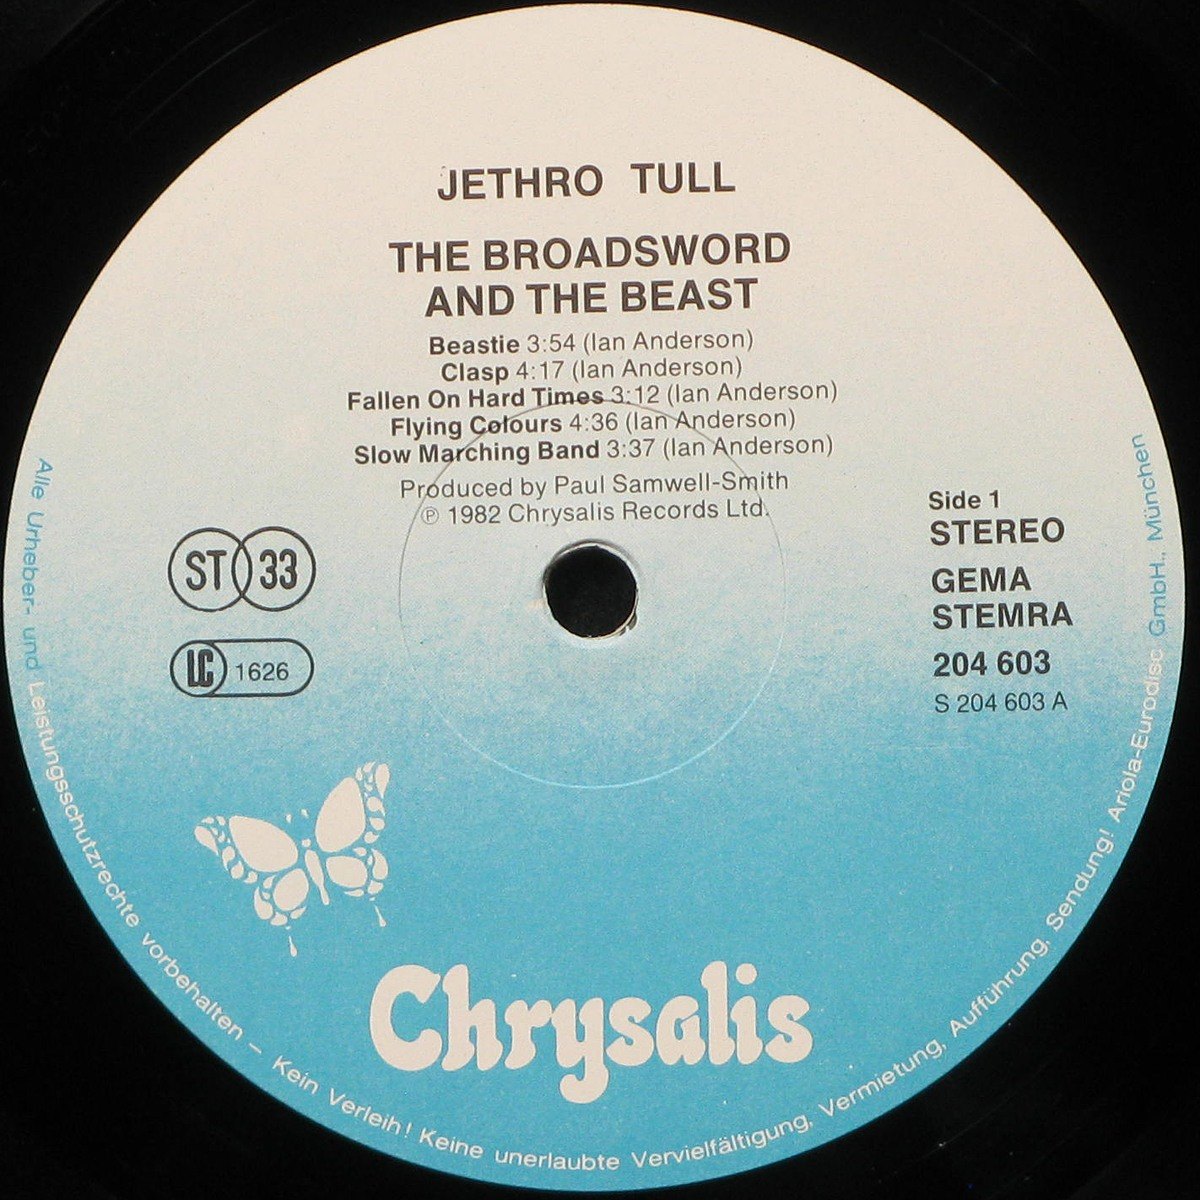 JETHRO TULL
THE BROADSWORD
AND THE BEAST
Beastie 3:54 (Ian Anderson)
Clasp 4:17 (Ian Anderson)
Fallen On Hard Times 3:12 (Ian Anderson)
Flying Colours 4:36 (Ian Anderson)
Slow Marching Band 3:37 (Ian Anderson)
Produced by Paul Samwell-Smith
℗ 1982 Chrysalis Records Ltd.
ST 33
LC 1626
Side 1
STEREO
GEMA
STEMRA
204 603
S 204 603 A
Chrysalis
Alle Urheber- und Leistungsschutzrechte vorbehalten – Kein Verleih! Keine unerlaubte Vervielfältigung, Vermietung, Aufführung, Sendung! Ariola-Eurodisc GmbH., München